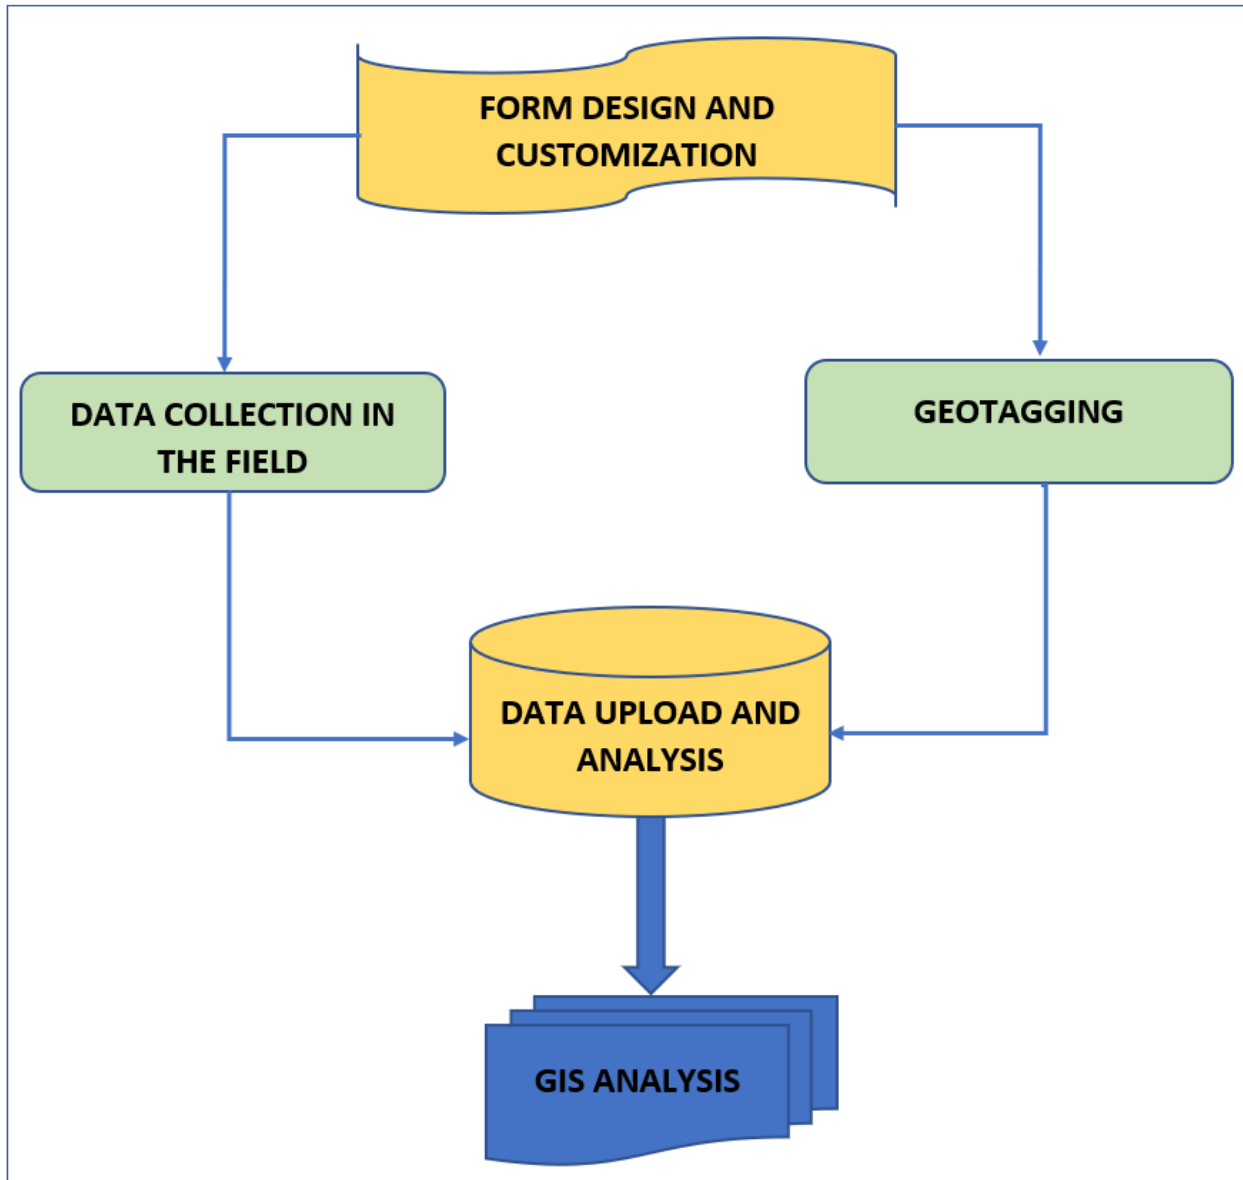 FORM DESIGN AND
CUSTOMIZATION
DATA COLLECTION IN
THE FIELD
GEOTAGGING
DATA UPLOAD AND
ANALYSIS
GIS ANALYSIS